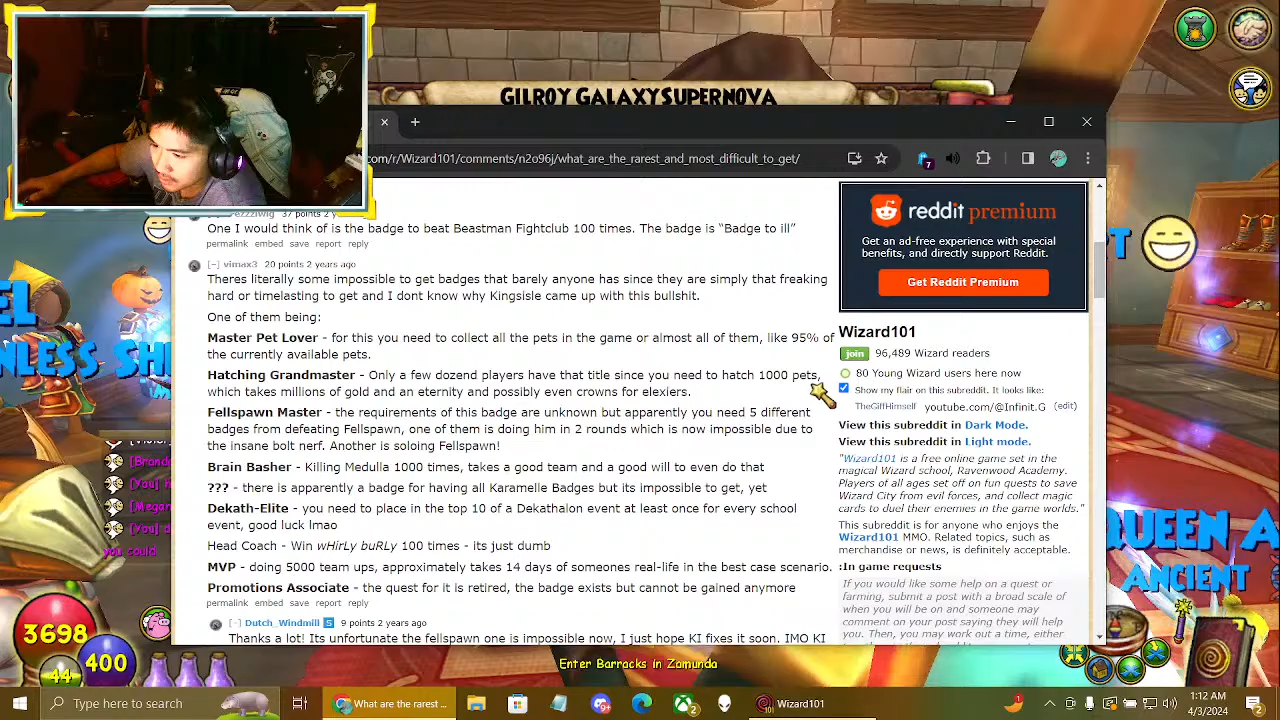 GILROY GALAXYSUPERNOVA
com/r/Wizard101/comments/n2o96j/what_are_the_rarest_and_most_difficult_to_get/
7
37 points 2
One I would think of is the badge to beat Beastman Fightclub 100 times. The badge is “Badge to ill”
permalink embed save report reply
[–] vimax3 20 points 2 years ago
Theres literally some impossible to get badges that barely anyone has since they are simply that freaking
hard or timelasting to get and I dont know why Kingsisle came up with this bullshit.
One of them being:
Master Pet Lover - for this you need to collect all the pets in the game or almost all of them, like 95% of
the currently available pets.
Hatching Grandmaster - Only a few dozend players have that title since you need to hatch 1000 pets,
which takes millions of gold and an eternity and possibly even crowns for elexiers.
Fellspawn Master - the requirements of this badge are unknown but apparently you need 5 different
badges from defeating Fellspawn, one of them is doing him in 2 rounds which is now impossible due to
the insane bolt nerf. Another is soloing Fellspawn!
Brain Basher - Killing Medulla 1000 times, takes a good team and a good will to even do that
??? - there is apparently a badge for having all Karamelle Badges but its impossible to get, yet
Dekath-Elite - you need to place in the top 10 of a Dekathalon event at least once for every school
event, good luck lmao
Head Coach - Win wHirLy buRLy 100 times - its just dumb
MVP - doing 5000 team ups, approximately takes 14 days of someones real-life in the best case scenario.
Promotions Associate - the quest for it is retired, the badge exists but cannot be gained anymore
permalink embed save report reply
[–] Dutch_Windmill S 9 points 2 years ago
Thanks a lot! Its unfortunate the fellspawn one is impossible now, I just hope KI fixes it soon. IMO KI
reddit premium
Get an ad-free experience with special
benefits, and directly support Reddit.
Get Reddit Premium
Wizard101
join 96,489 Wizard readers
80 Young Wizard users here now
Show my flair on this subreddit. It looks like:
TheGiftHimself youtube.com/@Infinit.G (edit)
View this subreddit in Dark Mode.
View this subreddit in Light mode.
"Wizard101 is a free online game set in the
magical Wizard school, Ravenwood Academy.
Players of all ages set off on fun quests to save
Wizard City from evil forces, and collect magic
cards to duel their enemies in the game worlds."
This subreddit is for anyone who enjoys the
Wizard101 MMO. Related topics, such as
merchandise or news, is definitely acceptable.
:In game requests
If you would like some help on a quest or
farming, submit a post with a broad scale of
when you will be on and someone may
comment on your post saying they will help
you. Then, you may work out a time, either
EL
NLESS SH
T
QUEEN A
ANCIENT
[Brand
[You]
[Megan
[You]
you could
3698
400
44
Enter Barracks in Zamunda
Type here to search
What are the rarest ...
Wizard101
1:12 AM
4/3/2024
2